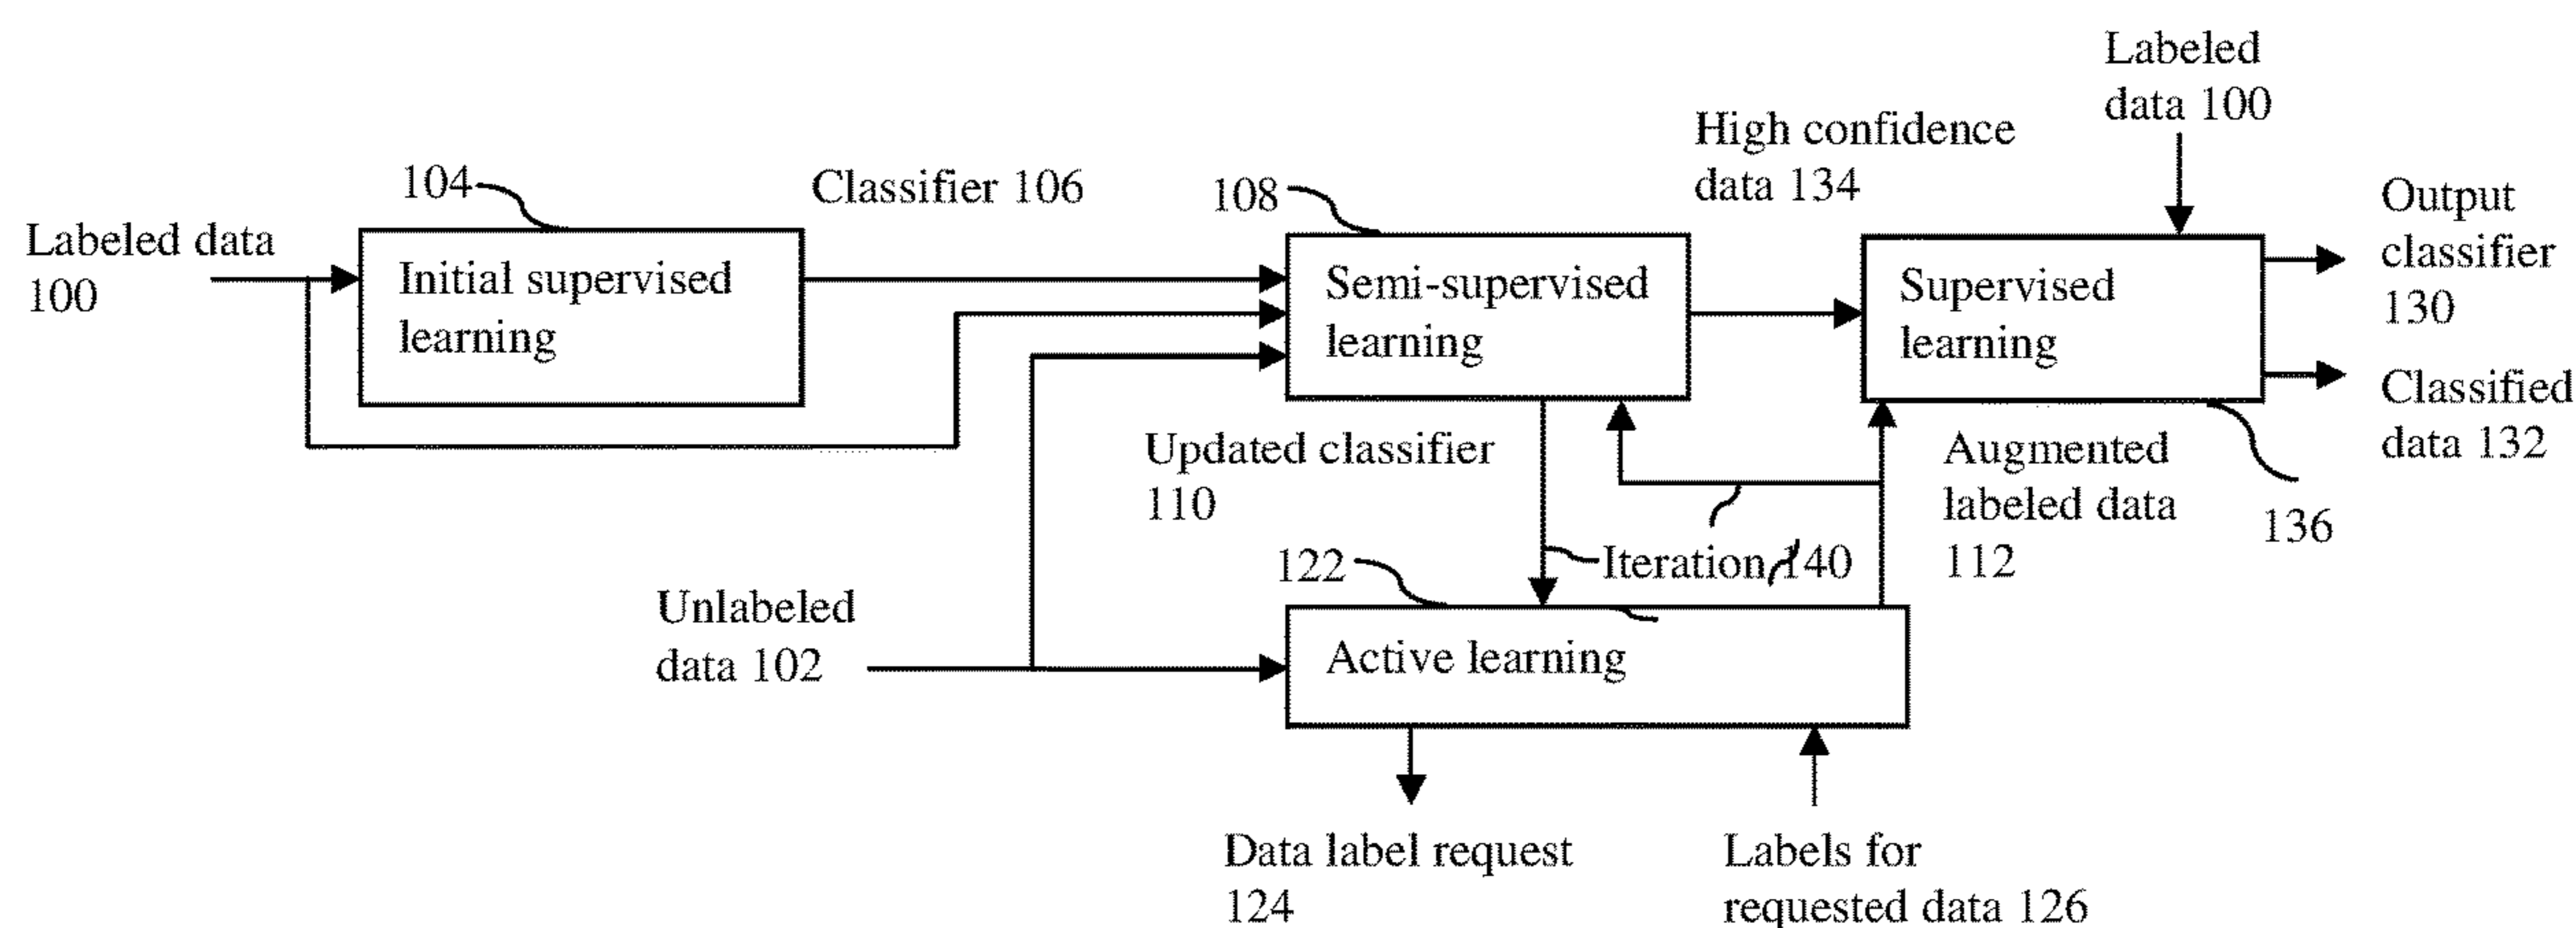 Labeled
data 100
High confidence
data 134
104
Classifier 106
108
Output
classifier
130
Labeled data
100
Initial supervised
learning
Semi-supervised
learning
Supervised
learning
Classified
data 132
Updated classifier
110
Augmented
labeled data
112
136
Iteration 140
122
Unlabeled
data 102
Active learning
Data label request
124
Labels for
requested data 126